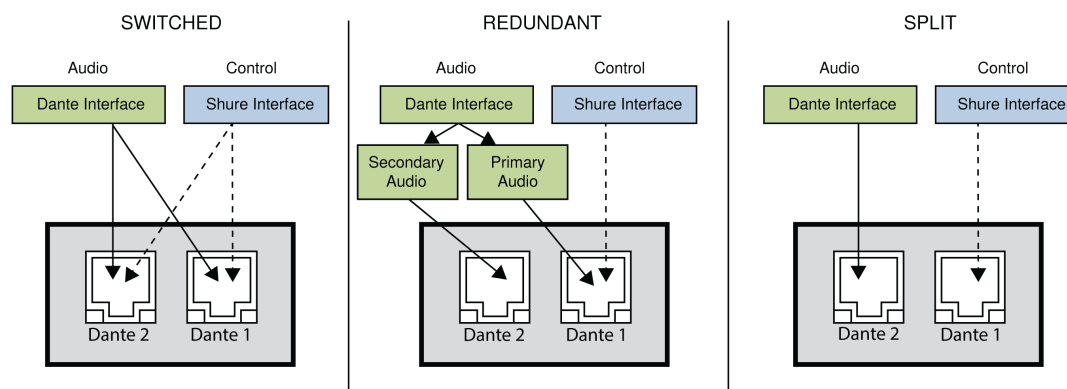 SWITCHED
Audio
Control
Dante Interface
Shure Interface
Dante 2
Dante 1
REDUNDANT
Audio
Control
Dante Interface
Shure Interface
Secondary
Audio
Primary
Audio
Dante 2
Dante 1
SPLIT
Audio
Control
Dante Interface
Shure Interface
Dante 2
Dante 1